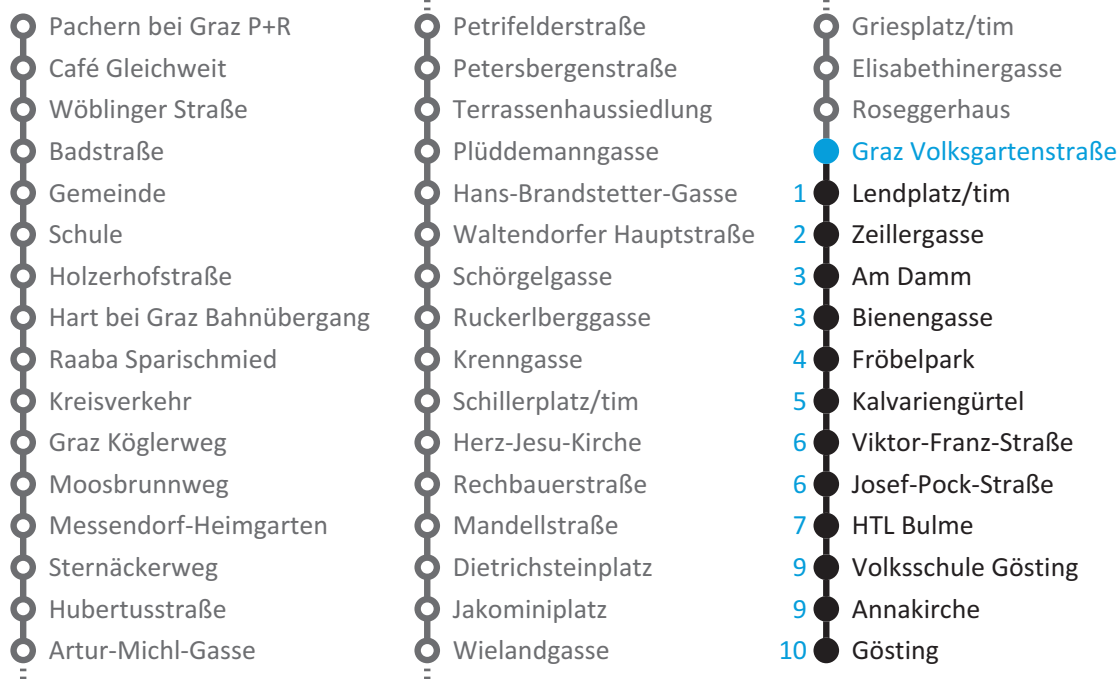 Pachern bei Graz P+R
Café Gleichweit
Wöblinger Straße
Badstraße
Gemeinde
Schule
Holzerhofstraße
Hart bei Graz Bahnübergang
Raaba Sparischmied
Kreisverkehr
Graz Köglerweg
Moosbrunnweg
Messendorf-Heimgarten
Sternäckerweg
Hubertusstraße
Artur-Michl-Gasse
Petrifelderstraße
Petersbergenstraße
Terrassenhaussiedlung
Plüddemanngasse
Hans-Brandstetter-Gasse
Waltendorfer Hauptstraße
Schörgelgasse
Ruckerlberggasse
Krenngasse
Schillerplatz/tim
Herz-Jesu-Kirche
Rechbauerstraße
Mandellstraße
Dietrichsteinplatz
Jakominiplatz
Wielandgasse
Griesplatz/tim
Elisabethinergasse
Roseggerhaus
Graz Volksgartenstraße
1 Lendplatz/tim
2 Zeillergasse
3 Am Damm
3 Bienengasse
4 Fröbelpark
5 Kalvariengürtel
6 Viktor-Franz-Straße
6 Josef-Pock-Straße
7 HTL Bulme
9 Volksschule Gösting
9 Annakirche
10 Gösting